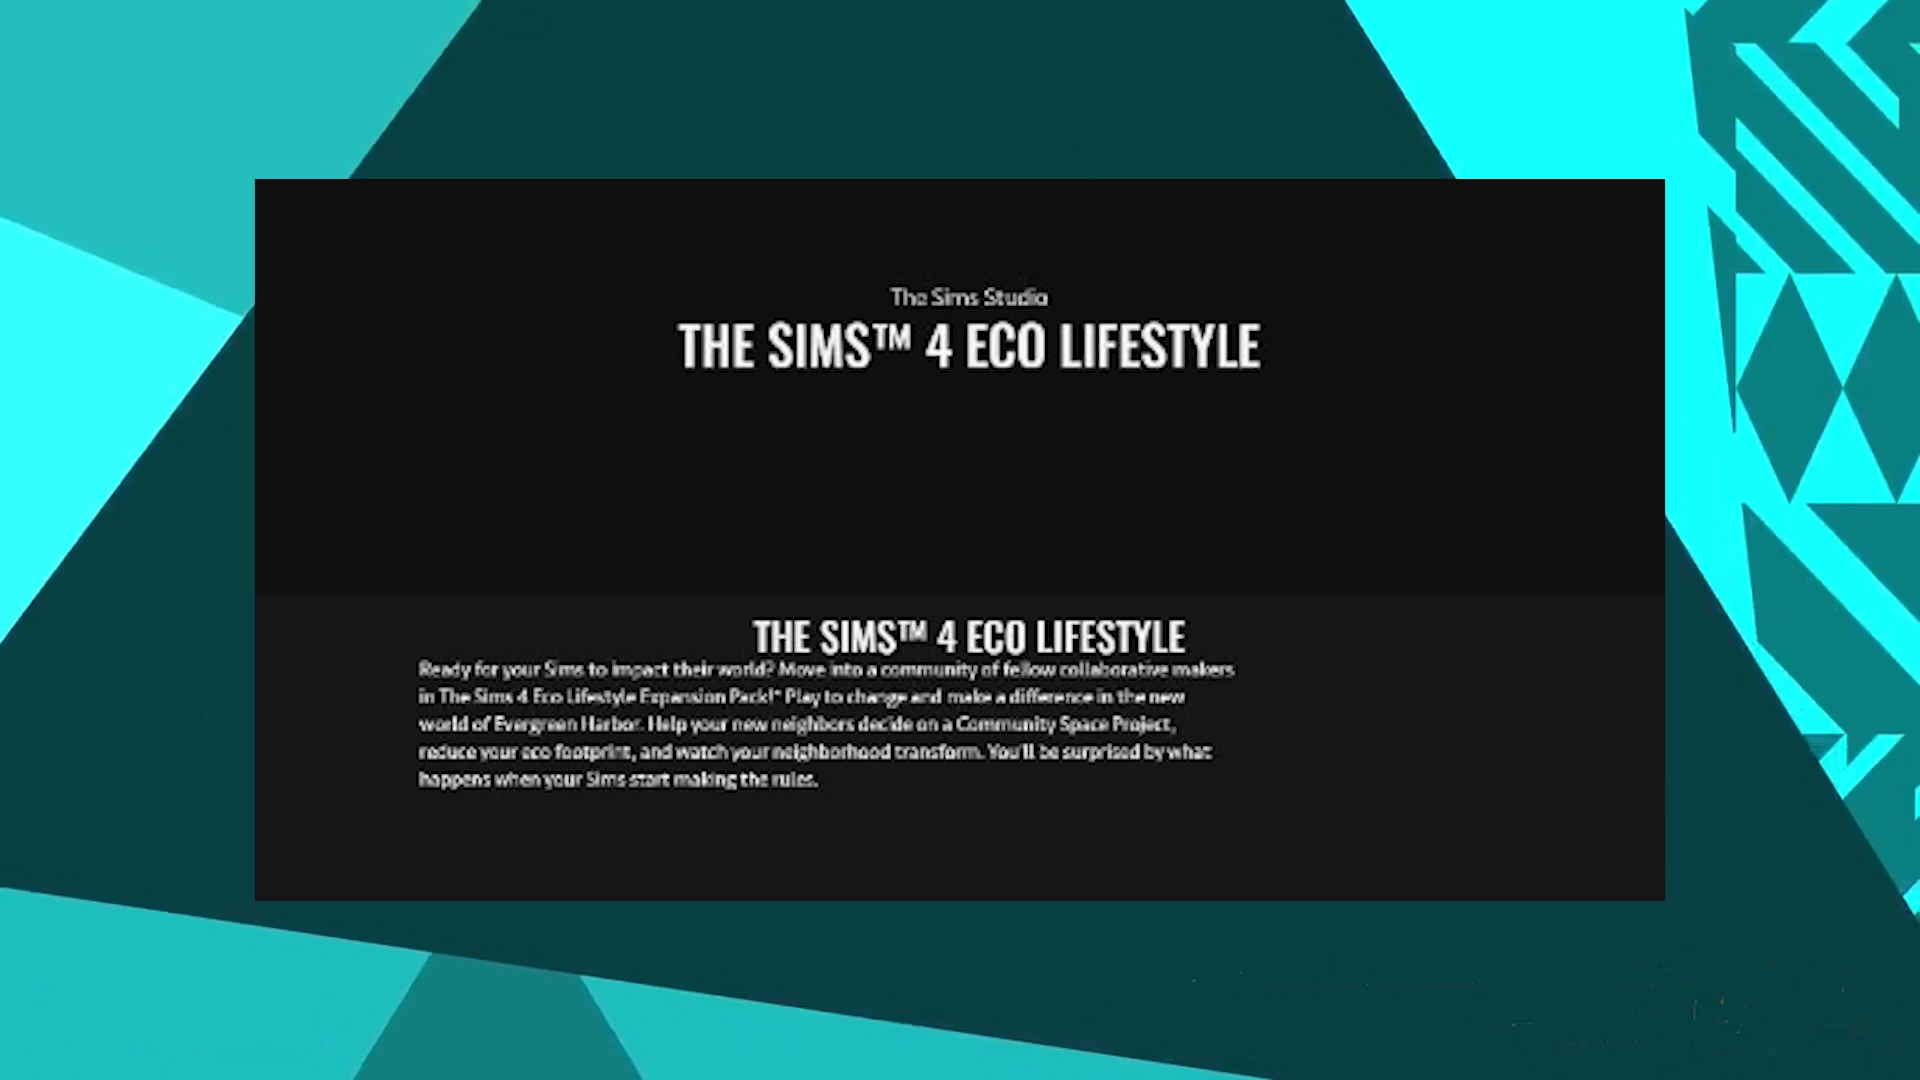 The Sims Studio
THE SIMS™ 4 ECO LIFESTYLE
THE SIMS™ 4 ECO LIFESTYLE
Ready for your Sims to impact their world? Move into a community of fellow collaborative makers
in The Sims 4 Eco Lifestyle Expansion Pack!* Play to change and make a difference in the new
world of Evergreen Harbor. Help your new neighbors decide on a Community Space Project,
reduce your eco footprint, and watch your neighborhood transform. You'll be surprised by what
happens when your Sims start making the rules.